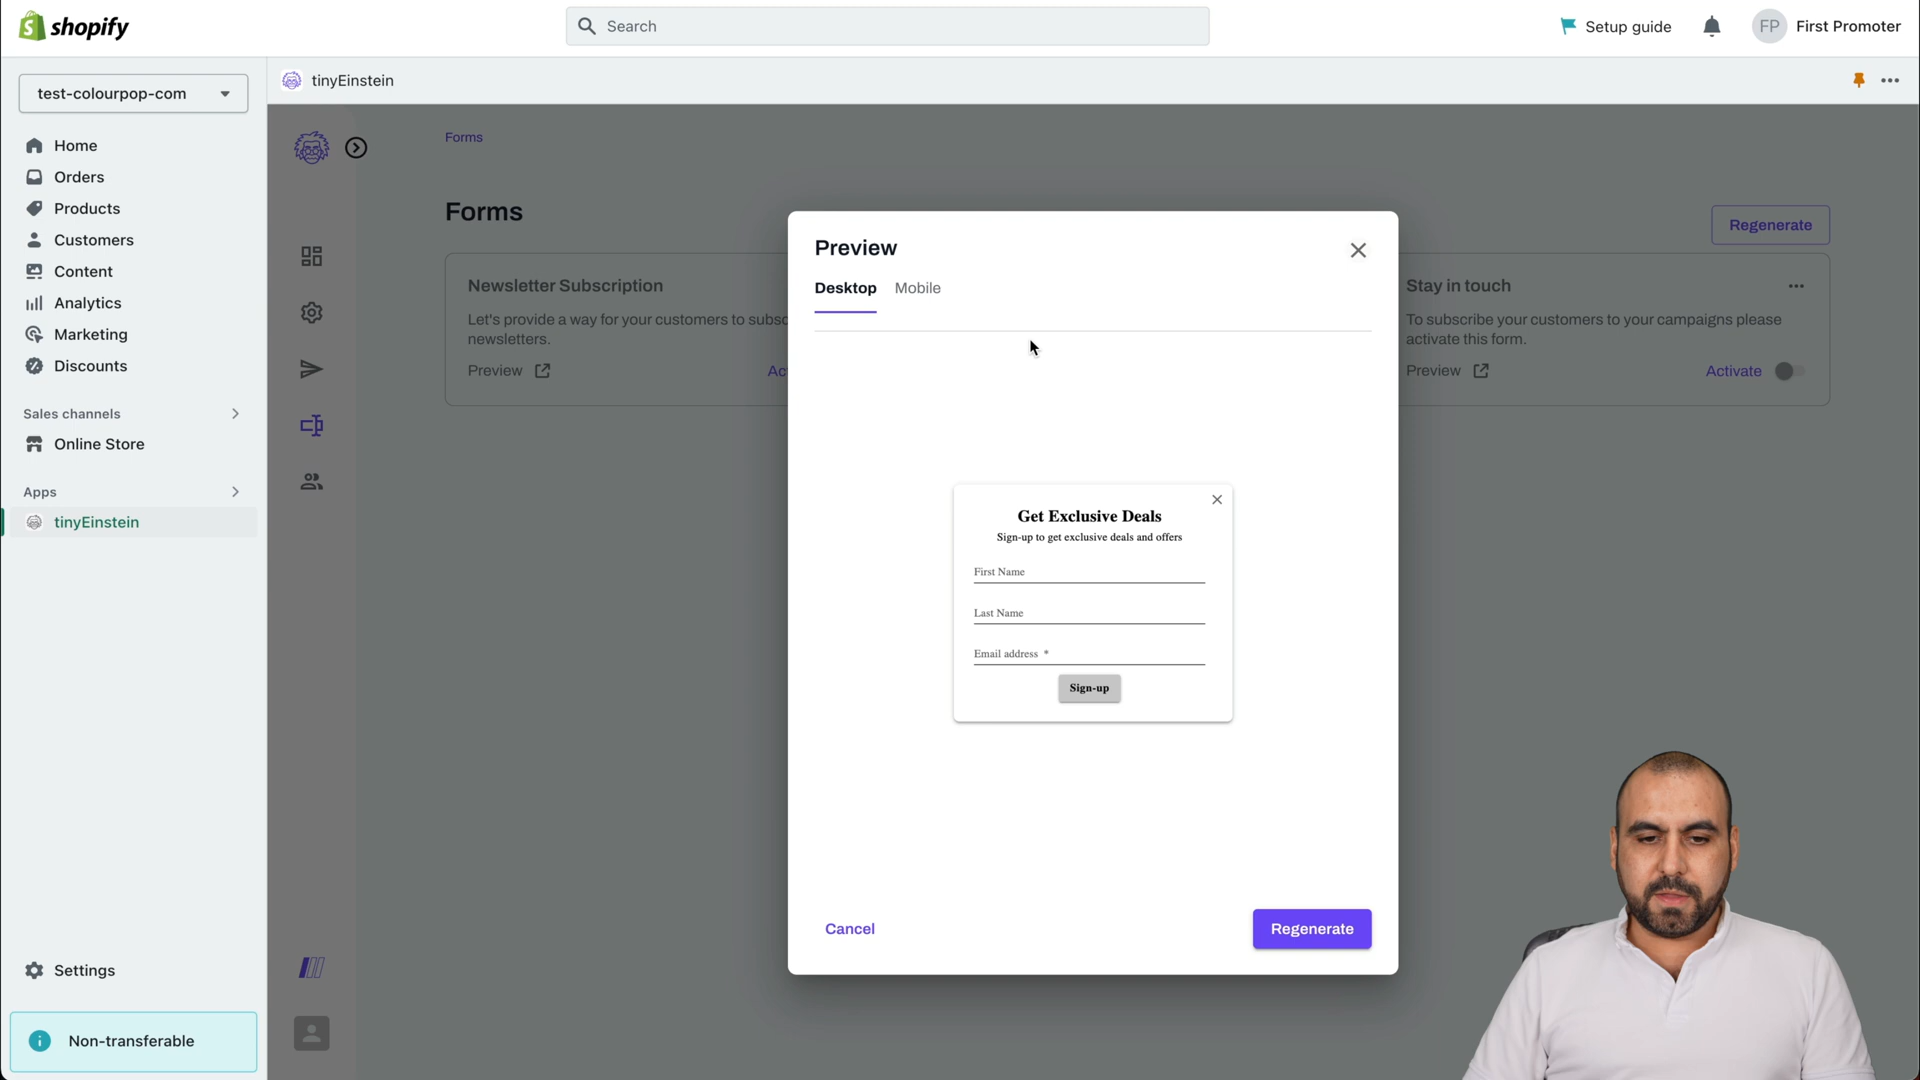 shopify
Search
Setup guide
FP
First Promoter
test-colourpop-com
tinyEinstein
Home
Orders
Products
Customers
Content
Analytics
Marketing
Discounts
Sales channels
Online Store
Apps
tinyEinstein
Settings
Non-transferable
Forms
Forms
Regenerate
Newsletter Subscription
Let's provide a way for your customers to subsc
newsletters.
Preview
Ac
Stay in touch
To subscribe your customers to your campaigns please
activate this form.
Preview
Activate
Preview
Desktop
Mobile
Get Exclusive Deals
Sign-up to get exclusive deals and offers
First Name
Last Name
Email address *
Sign-up
Cancel
Regenerate